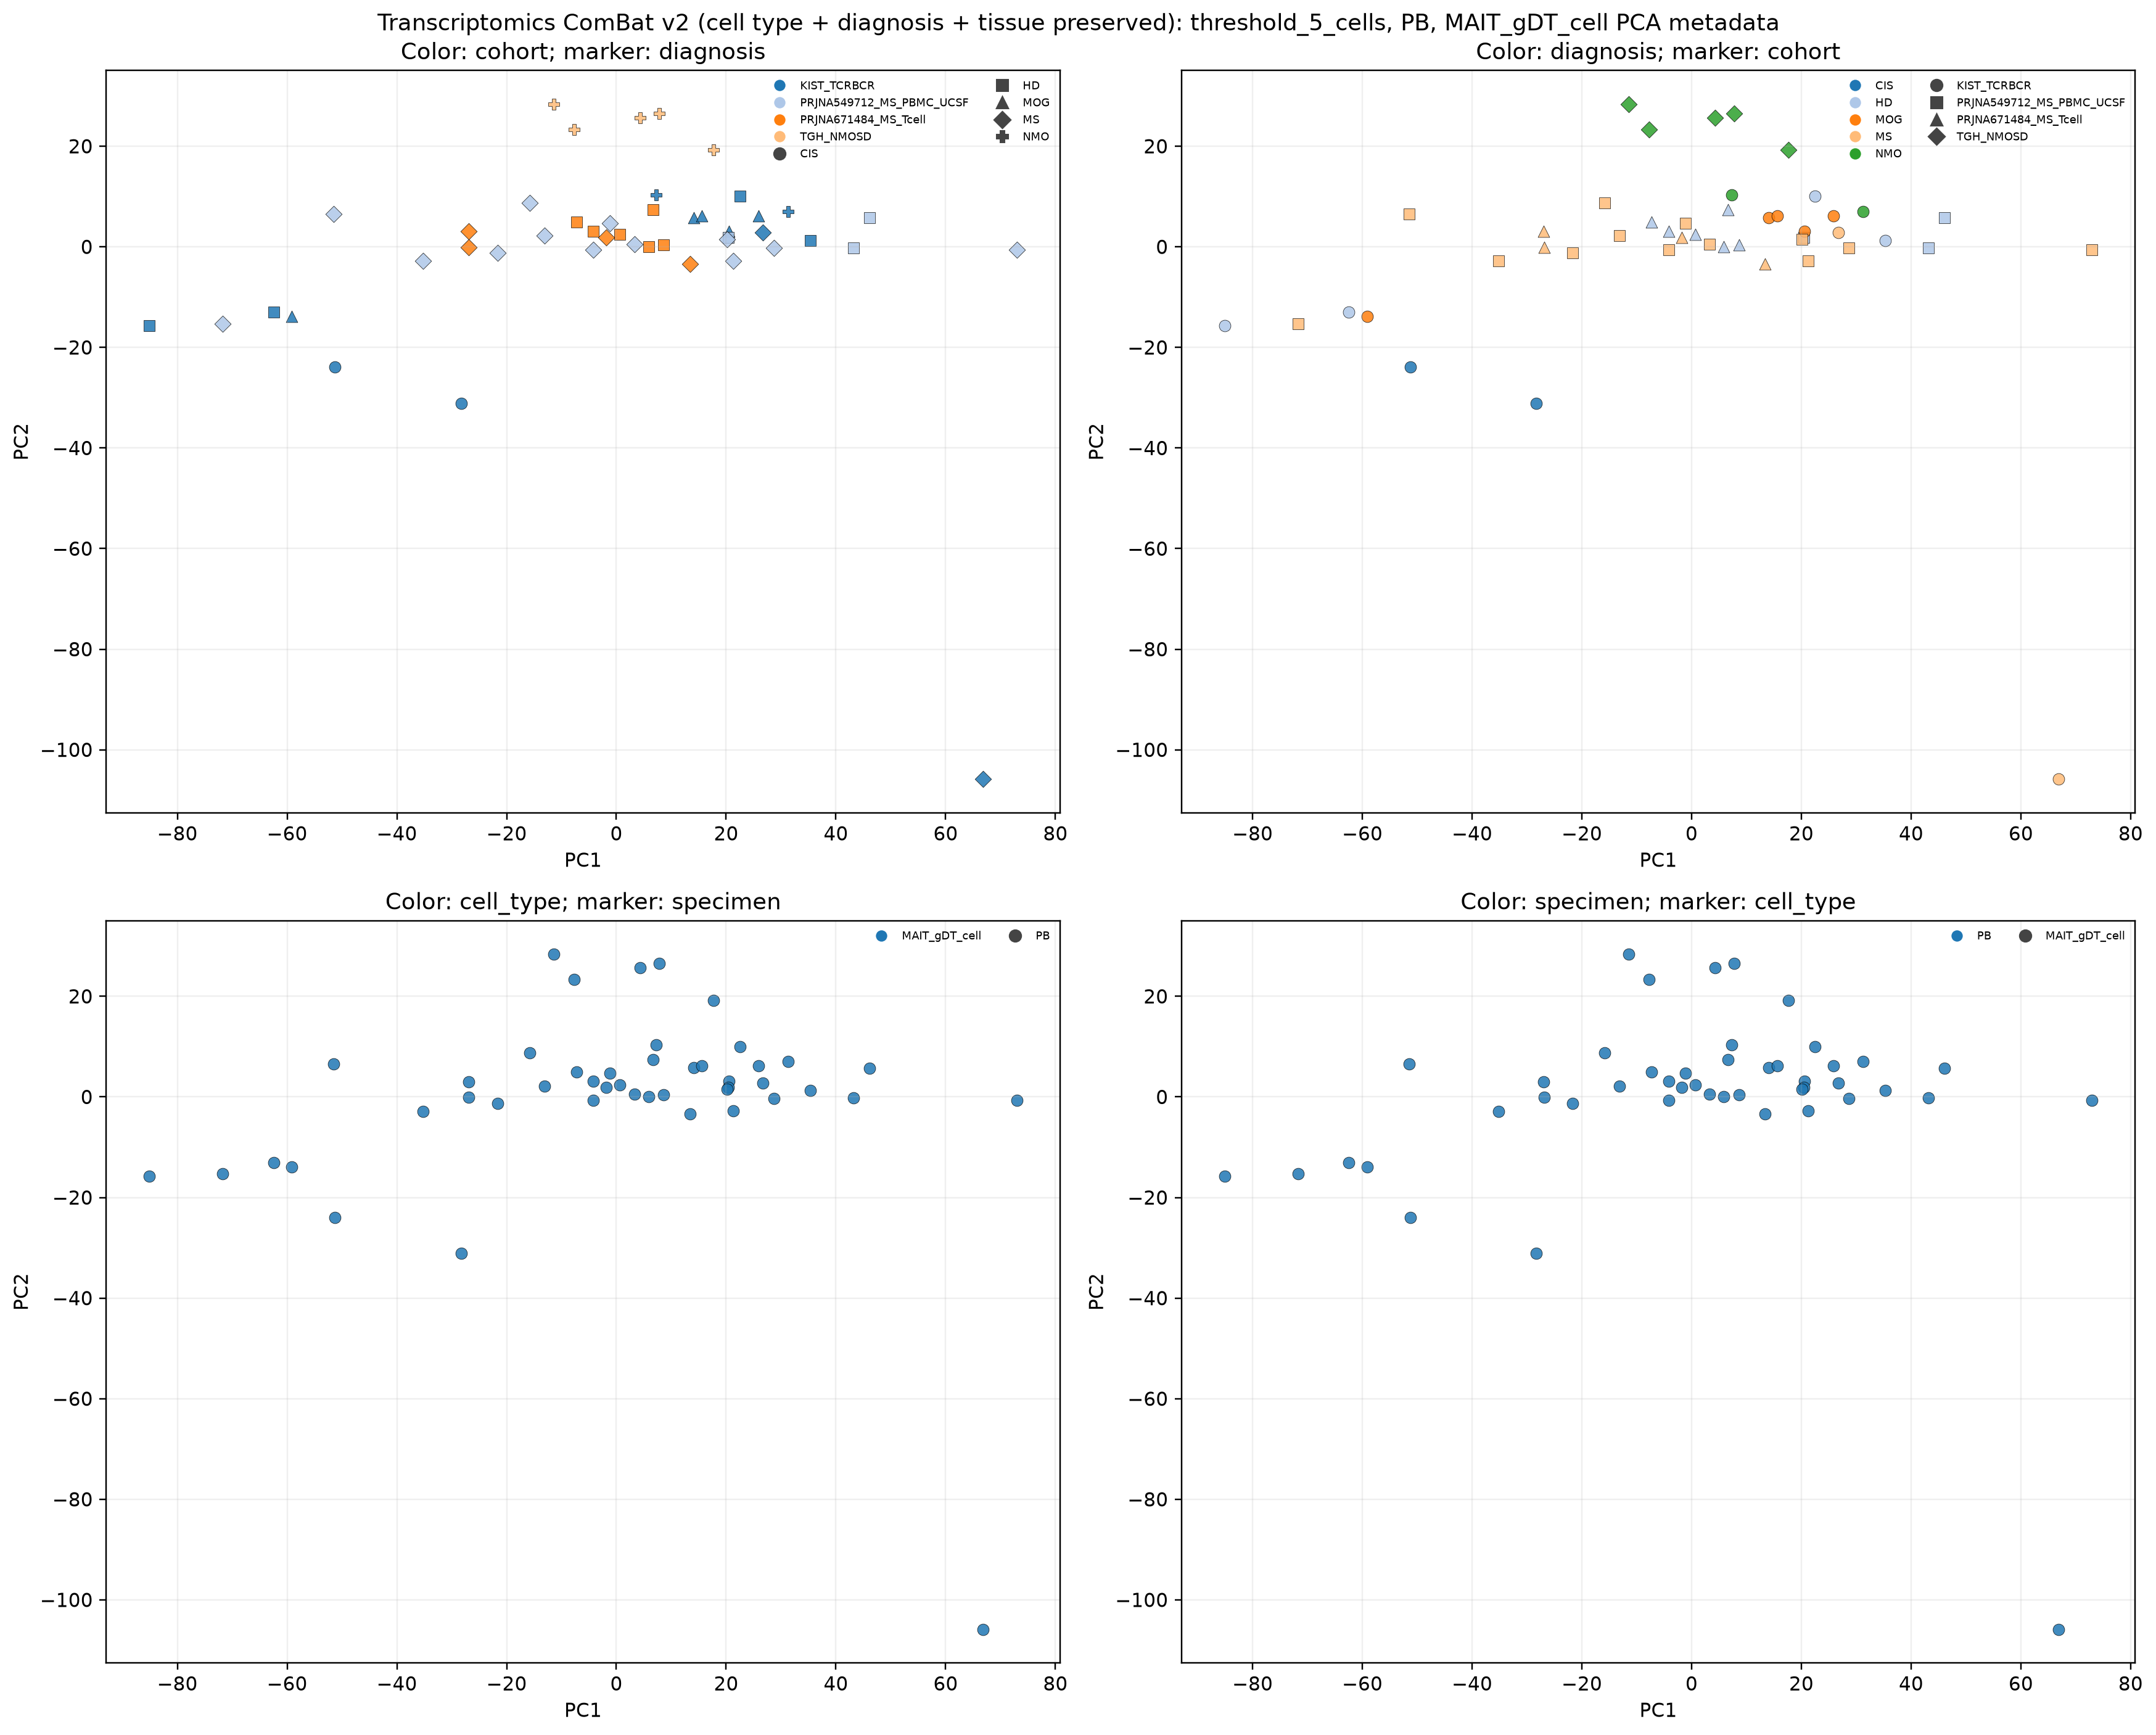 Transcriptomics ComBat v2 (cell type + diagnosis + tissue preserved): threshold_5_cells, PB, MAIT_gDT_cell PCA metadata
Color: cohort; marker: diagnosis
KIST_TCRBCR
PRJNA549712_MS_PBMC_UCSF
PRJNA671484_MS_Tcell
TGH_NMOSD
CIS
HD
MOG
MS
NMO
20
0
−20
−40
−60
−80
−100
PC2
−80 −60 −40 −20 0 20 40 60 80
PC1
Color: diagnosis; marker: cohort
CIS
HD
MOG
MS
NMO
KIST_TCRBCR
PRJNA549712_MS_PBMC_UCSF
PRJNA671484_MS_Tcell
TGH_NMOSD
20
0
−20
−40
−60
−80
−100
PC2
−80 −60 −40 −20 0 20 40 60 80
PC1
Color: cell_type; marker: specimen
MAIT_gDT_cell PB
20
0
−20
−40
−60
−80
−100
PC2
−80 −60 −40 −20 0 20 40 60 80
PC1
Color: specimen; marker: cell_type
PB MAIT_gDT_cell
20
0
−20
−40
−60
−80
−100
PC2
−80 −60 −40 −20 0 20 40 60 80
PC1